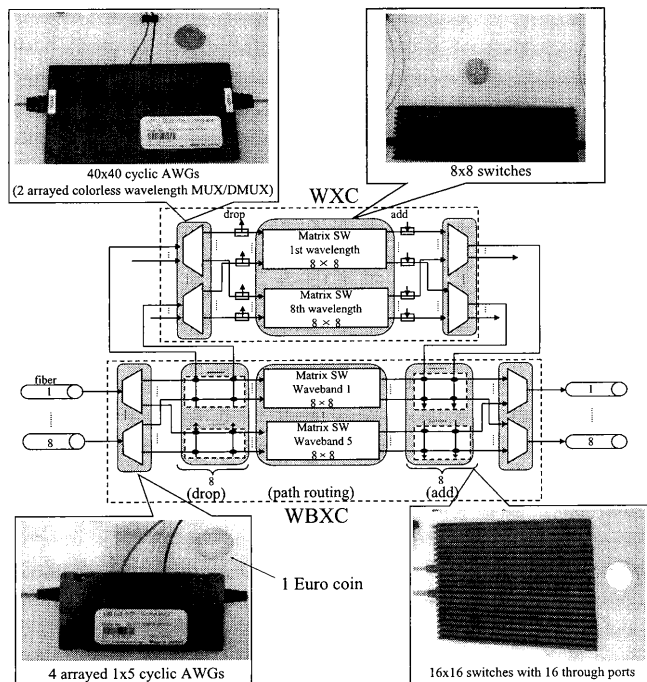 40x40 cyclic AWGs
(2 arrayed colorless wavelength MUX/DMUX)
8x8 switches
WXC
drop
add
Matrix SW
1st wavelength
8 × 8
Matrix SW
8th wavelength
8 × 8
fiber
1
8
Matrix SW
Waveband 1
8 × 8
Matrix SW
Waveband 5
8 × 8
1
8
8
(drop)
(path routing)
8
(add)
WBXC
1 Euro coin
4 arrayed 1x5 cyclic AWGs
16x16 switches with 16 through ports